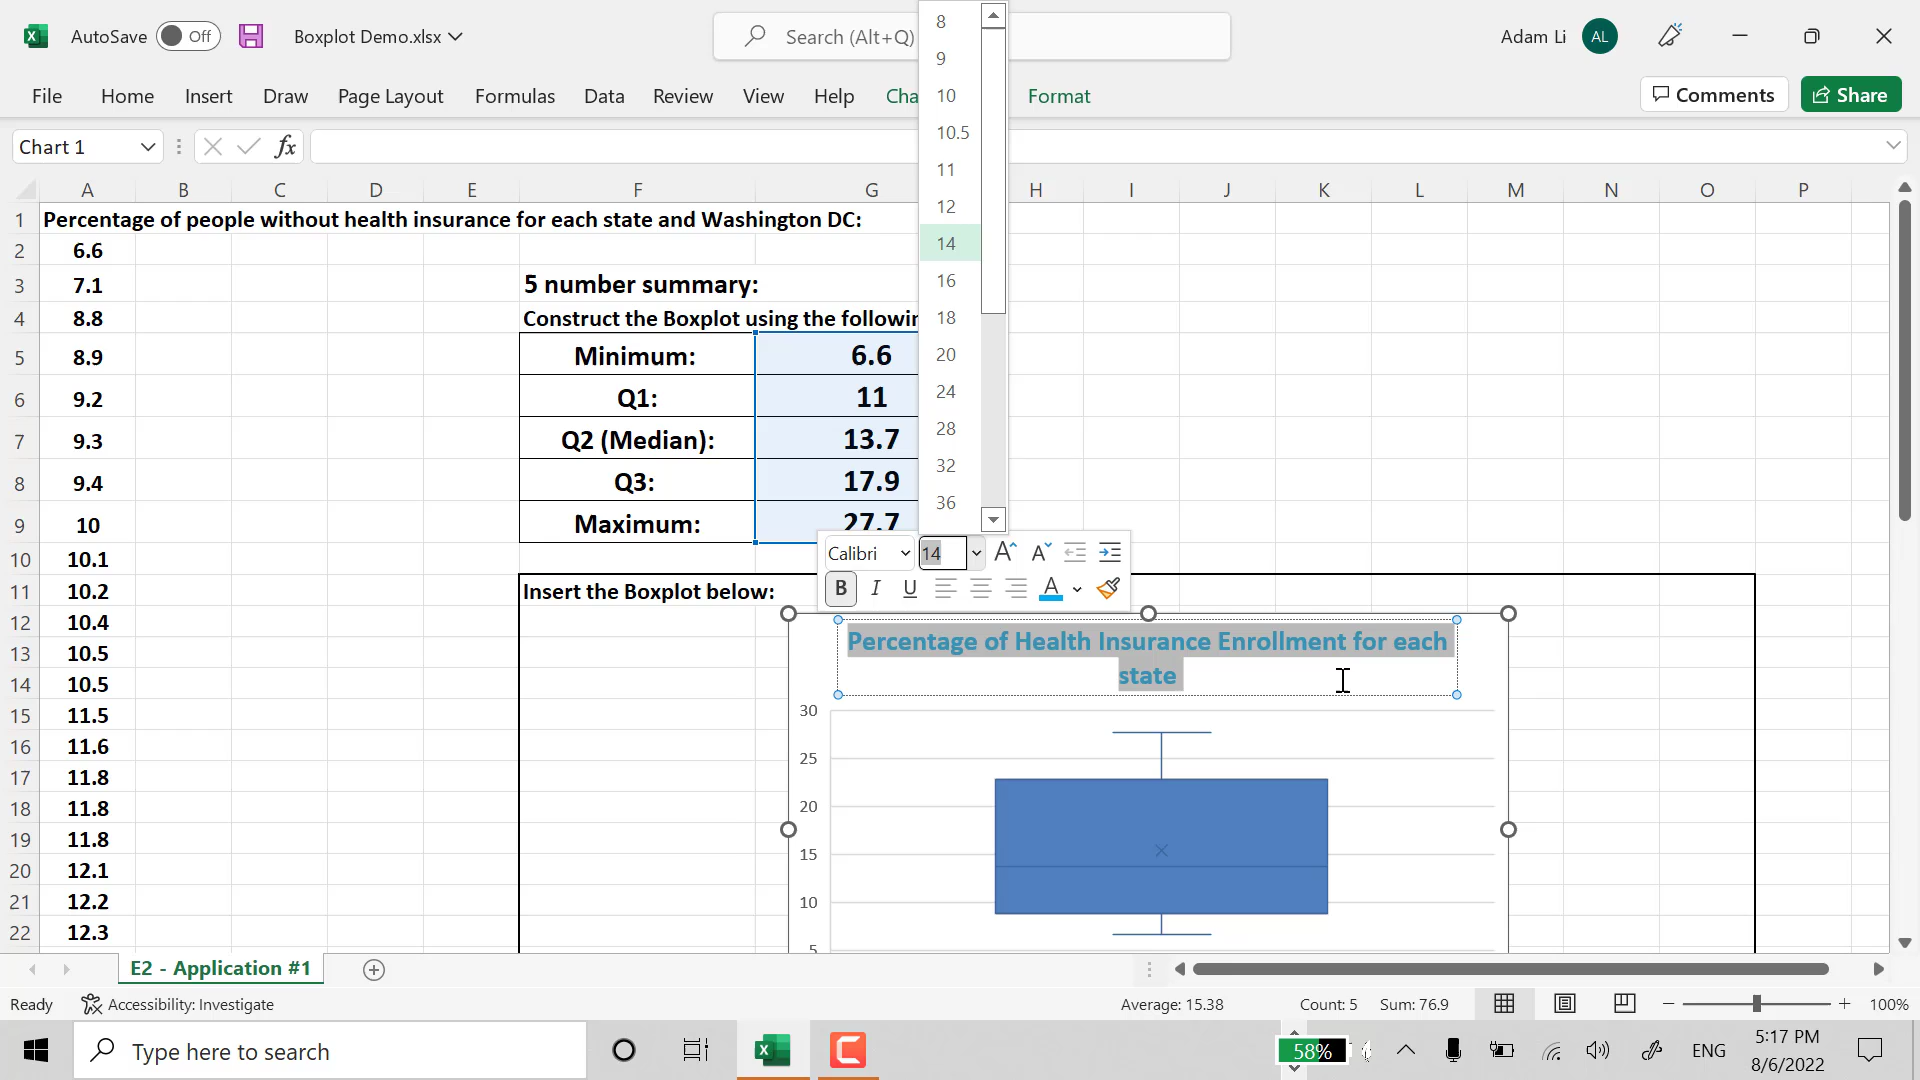 AutoSave Off Boxplot Demo.xlsx Search (Alt+Q) Adam Li AL
File Home Insert Draw Page Layout Formulas Data Review View Help Cha Format Comments Share
Chart 1 fx
8
9
10
10.5
11
12
14
16
18
20
24
28
32
36
A B C D E F G H I J K L M N O P
1 Percentage of people without health insurance for each state and Washington DC:
2 6.6
3 7.1 5 number summary:
4 8.8 Construct the Boxplot using the followin
5 8.9 Minimum: 6.6
6 9.2 Q1: 11
7 9.3 Q2 (Median): 13.7
8 9.4 Q3: 17.9
9 10 Maximum: 27.7
10 10.1
11 10.2 Insert the Boxplot below:
12 10.4
13 10.5
14 10.5
15 11.5
16 11.6
17 11.8
18 11.8
19 11.8
20 12.1
21 12.2
22 12.3
Calibri 14 A A
B I U A
Percentage of Health Insurance Enrollment for each
state
30
25
20
15
10
5
E2 - Application #1
Ready Accessibility: Investigate Average: 15.38 Count: 5 Sum: 76.9 100%
Type here to search 58% ENG 5:17 PM
8/6/2022